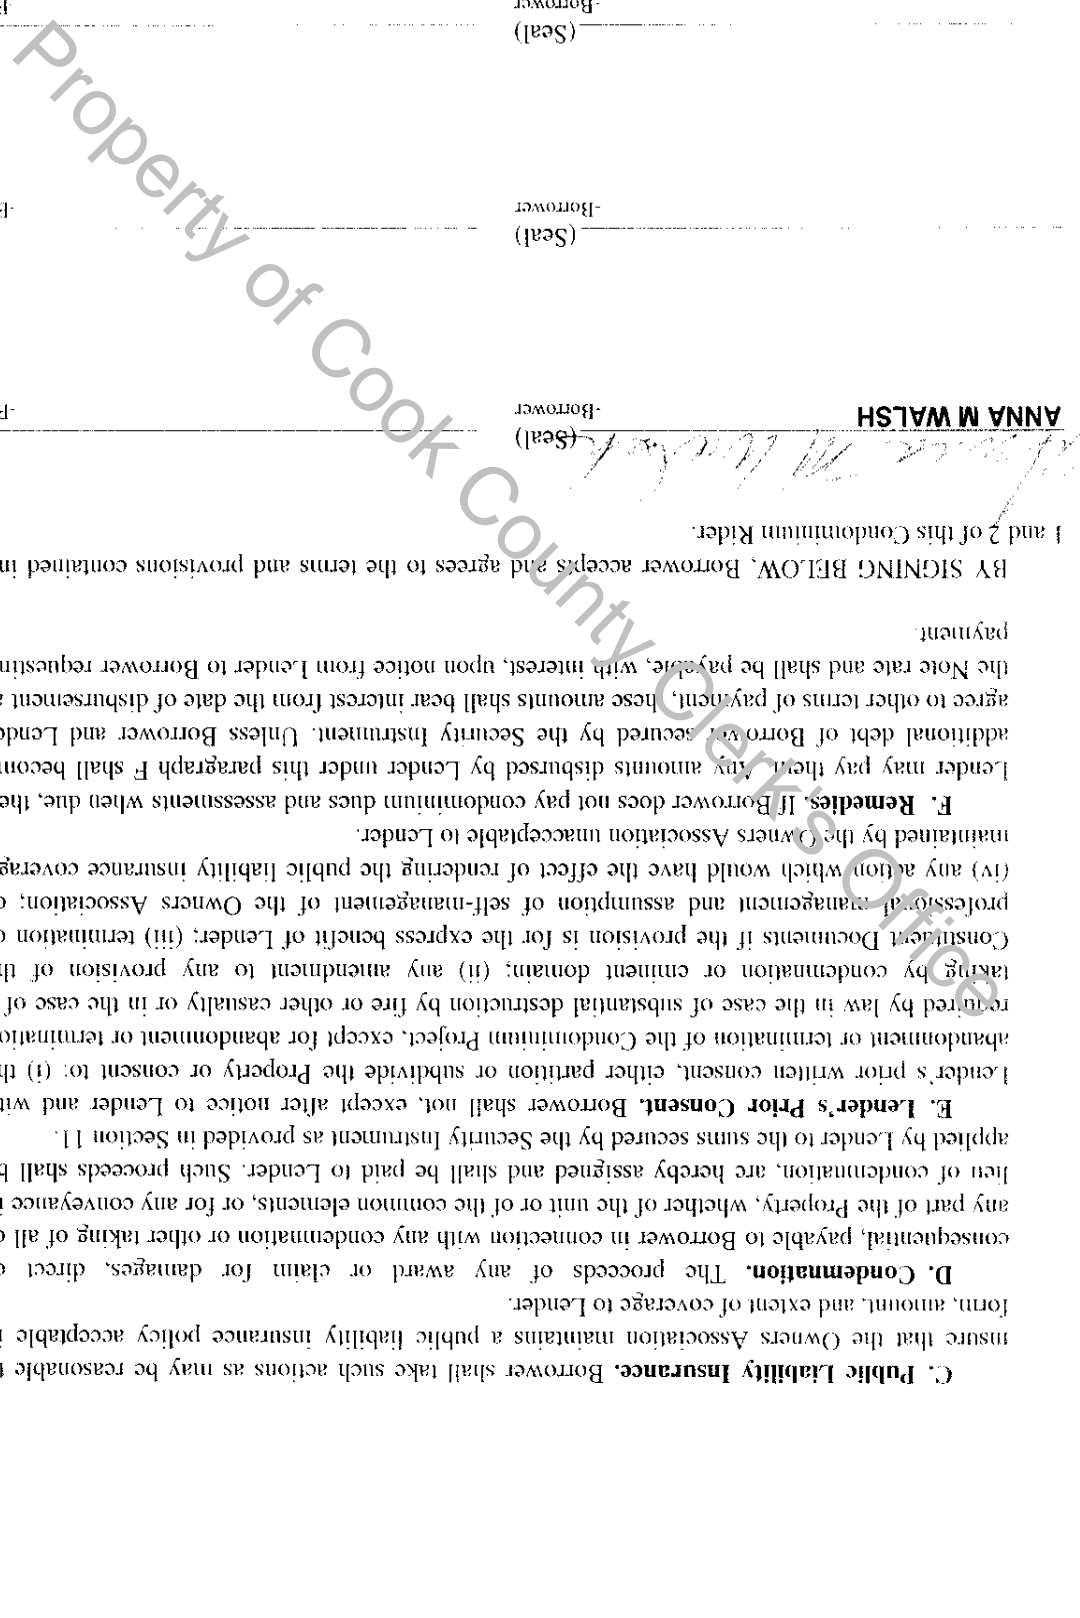 C. Public Liability Insurance. Borrower shall take such actions as may be reasonable
insure that the Owners Association maintains a public liability insurance policy acceptable
form, amount, and extent of coverage to Lender.
D. Condemnation. The proceeds of any award or claim for damages, direct
consequential, payable to Borrower in connection with any condemnation or other taking of all
any part of the Property, whether of the unit or of the common elements, or for any conveyance
lieu of condemnation, are hereby assigned and shall be paid to Lender. Such proceeds shall
applied by Lender to the sums secured by the Security Instrument as provided in Section 11.
E. Lender's Prior Consent. Borrower shall not, except after notice to Lender and wit
Lender's prior written consent, either partition or subdivide the Property or consent to: (i) th
abandonment or termination of the Condominium Project, except for abandonment or terminatio
required by law in the case of substantial destruction by fire or other casualty or in the case of
taking by condemnation or eminent domain; (ii) any amendment to any provision of th
Constituent Documents if the provision is for the express benefit of Lender; (iii) termination
professional management and assumption of self-management of the Owners Association;
(iv) any action which would have the effect of rendering the public liability insurance coverag
maintained by the Owners Association unacceptable to Lender.
F. Remedies. If Borrower does not pay condominium dues and assessments when due, the
Lender may pay them. Any amounts disbursed by Lender under this paragraph F shall becom
additional debt of Borrower secured by the Security Instrument. Unless Borrower and Lende
agree to other terms of payment, these amounts shall bear interest from the date of disbursement a
the Note rate and shall be payable, with interest, upon notice from Lender to Borrower requestin
payment.
BY SIGNING BELOW, Borrower accepts and agrees to the terms and provisions contained in
1 and 2 of this Condominium Rider.
Anna M Walsh (Seal)
ANNA M WALSH -Borrower
(Seal)
-Borrower
(Seal)
-Borrower
Property of Cook County Clerk's Office